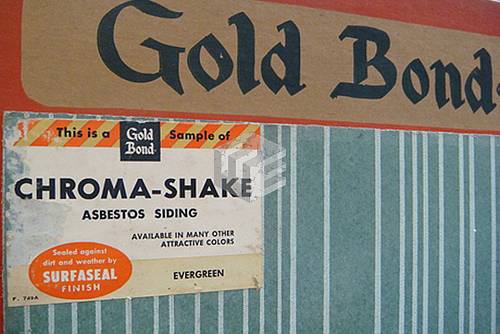 Gold Bond
This is a Gold Bond Sample of
CHROMA-SHAKE
ASBESTOS SIDING
AVAILABLE IN MANY OTHER
ATTRACTIVE COLORS
Sealed against
dirt and weather by
SURFASEAL
FINISH
EVERGREEN
F. 749A